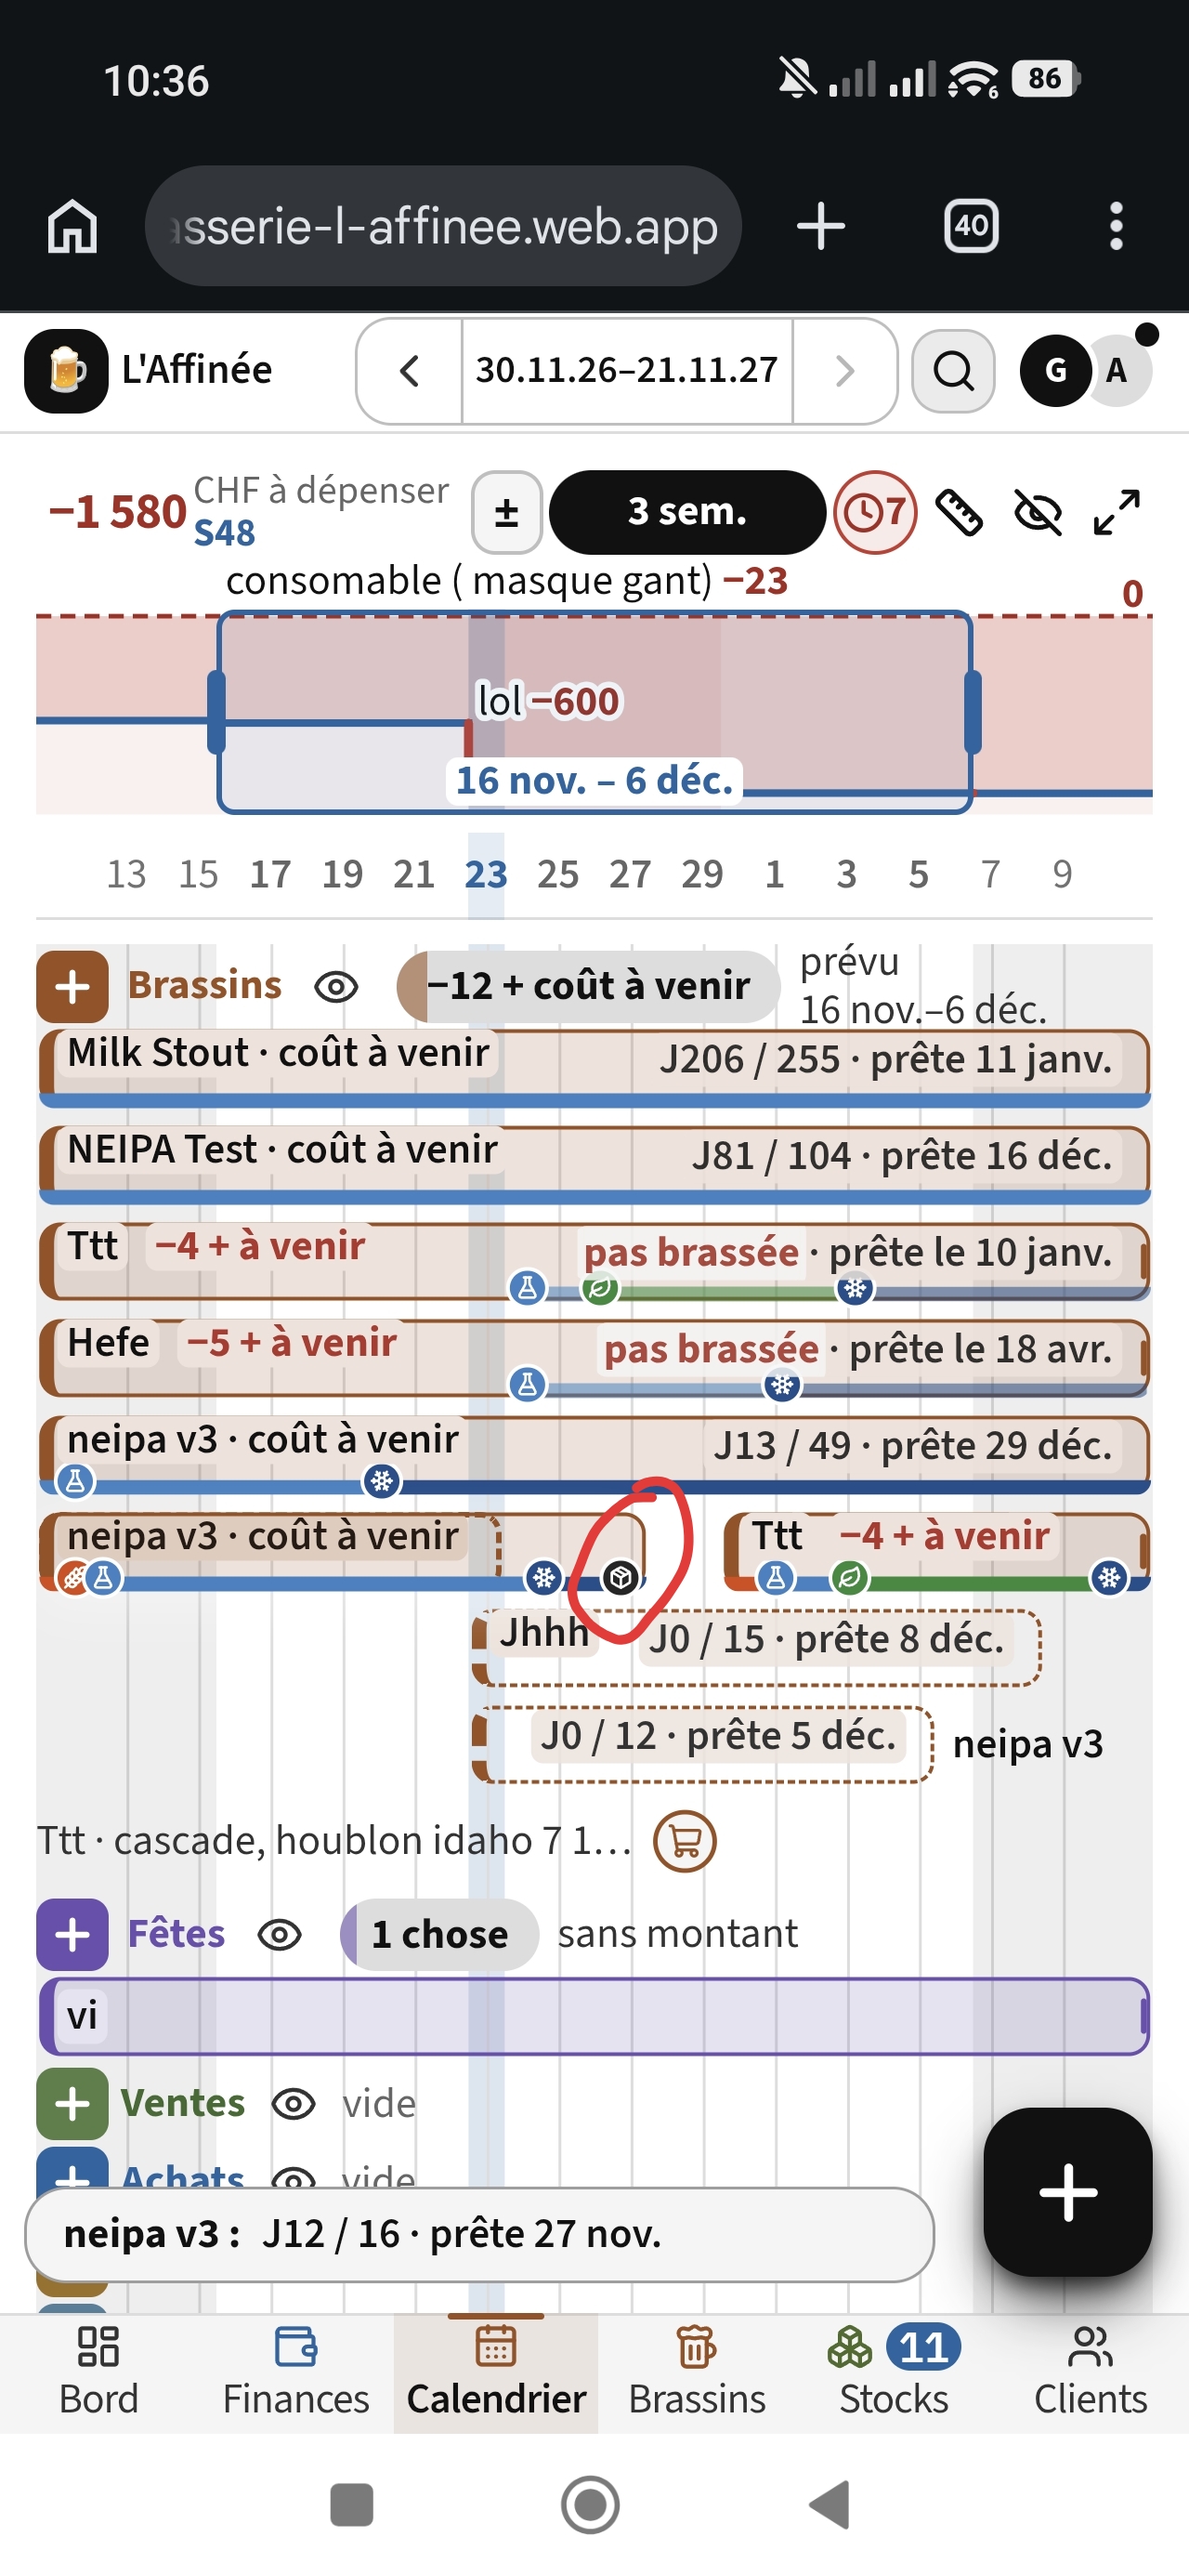 10:36
86
6
asserie-l-affinee.web.app
40
L'Affinée
30.11.26–21.11.27
G A
−1 580 CHF à dépenser
S48
±
3 sem.
7
consomable ( masque gant) −23
0
lol −600
16 nov. – 6 déc.
13 15 17 19 21 23 25 27 29 1 3 5 7 9
Brassins
−12 + coût à venir
prévu
16 nov.–6 déc.
Milk Stout · coût à venir
J206 / 255 · prête 11 janv.
NEIPA Test · coût à venir
J81 / 104 · prête 16 déc.
Ttt −4 + à venir
pas brassée · prête le 10 janv.
Hefe −5 + à venir
pas brassée · prête le 18 avr.
neipa v3 · coût à venir
J13 / 49 · prête 29 déc.
neipa v3 · coût à venir
Ttt −4 + à venir
Jhhh
J0 / 15 · prête 8 déc.
J0 / 12 · prête 5 déc.
neipa v3
Ttt · cascade, houblon idaho 7 1…
Fêtes
1 chose
sans montant
vi
Ventes
vide
Achats
vide
neipa v3 : J12 / 16 · prête 27 nov.
11
Bord Finances Calendrier Brassins Stocks Clients